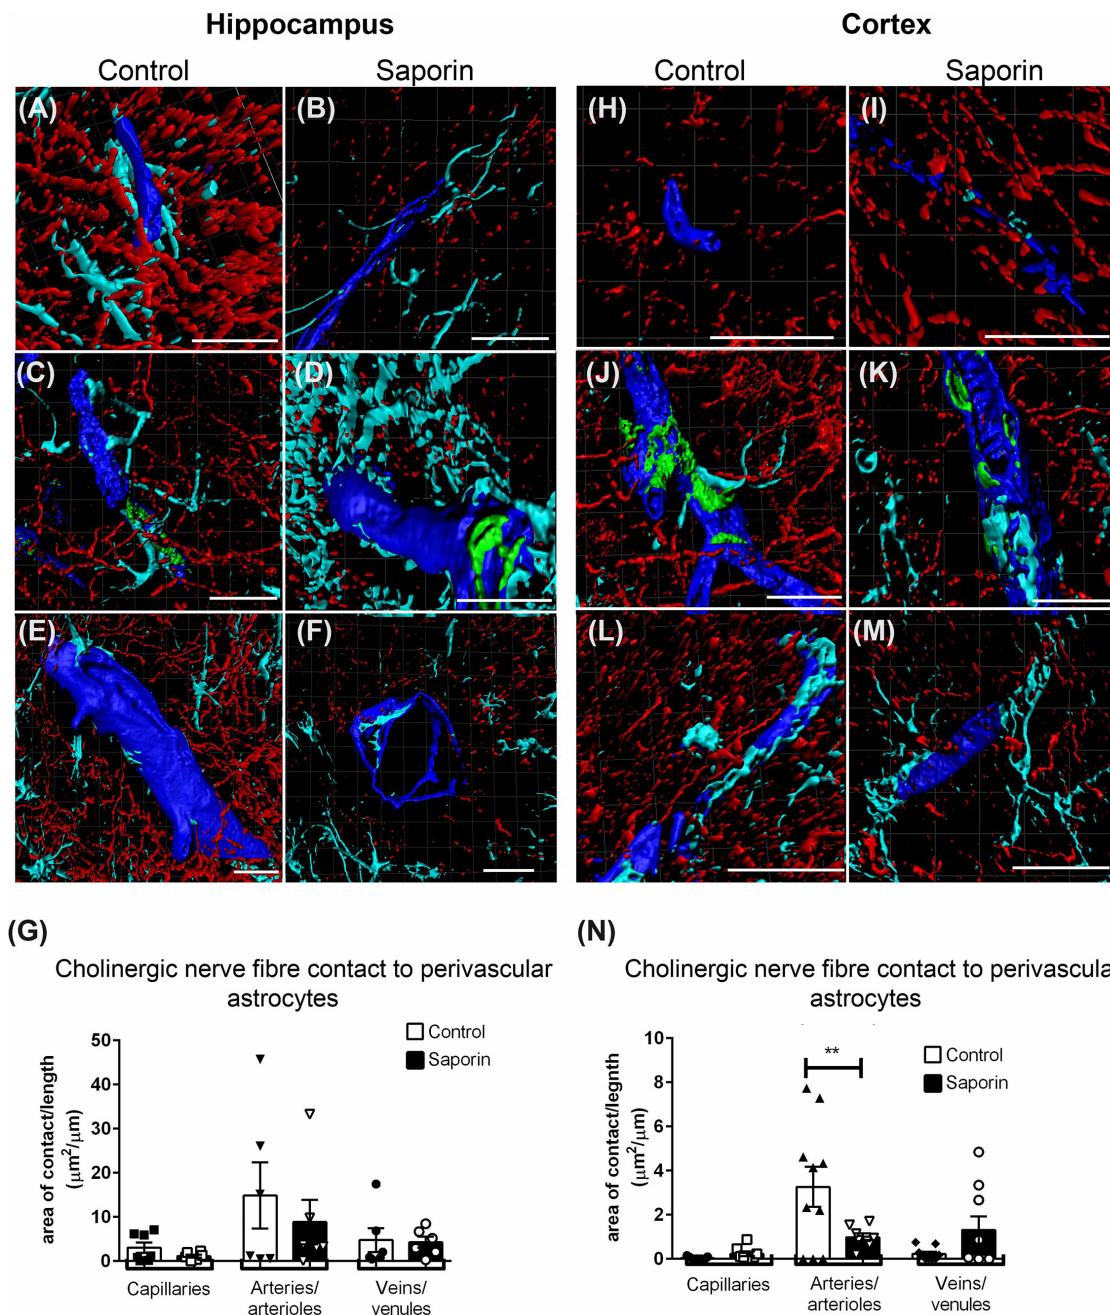 Hippocampus
Cortex
Control
Saporin
Control
Saporin
(A)
(B)
(H)
(I)
(C)
(D)
(J)
(K)
(E)
(F)
(L)
(M)
(G)
Cholinergic nerve fibre contact to perivascular
astrocytes
Control
Saporin
area of contact/length
(μm²/μm)
50
40
30
20
10
0
Capillaries
Arteries/
arterioles
Veins/
venules
(N)
Cholinergic nerve fibre contact to perivascula
astrocytes
Control
Saporin
**
area of contact/legnth
(μm²/μm)
10
8
6
4
2
0
Capillaries
Arteries/
arterioles
Veins/
venules